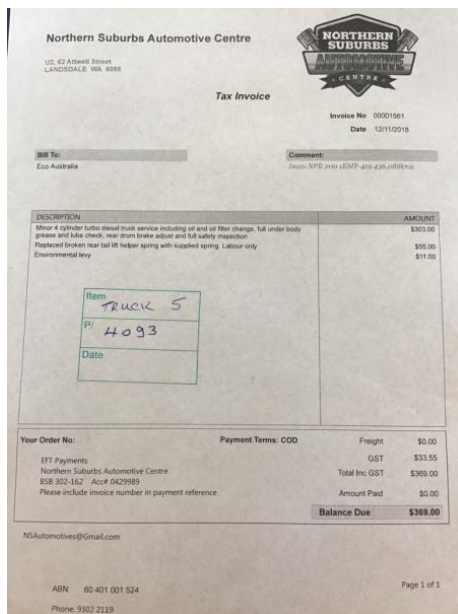 Northern Suburbs Automotive Centre
NORTHERN
SUBURBS
AUTOMOTIVE
CENTRE
U2, 62 Attwell Street
LANDSDALE WA 6065
Tax Invoice
Invoice No 00001561
Date 12/11/2018
Bill To:
Comment:
Eco Australia
Isuzu NPR 200
DESCRIPTION AMOUNT
Minor 4 cylinder turbo diesel truck service including oil and oil filter change, full under body $303.00
grease and lube check, rear drum brake adjust and full safety inspection
Replaced broken rear tail lift helper spring with supplied spring. Labour only $55.00
Environmental levy $11.00
Item TRUCK 5
P/ 4093
Date
Your Order No: Payment Terms: COD Freight $0.00
EFT Payments GST $33.55
Northern Suburbs Automotive Centre Total Inc GST $369.00
BSB 302-162 Acc# 0429989
Please include invoice number in payment reference Amount Paid $0.00
Balance Due $369.00
NSAutomotives@Gmail.com
ABN: 60 401 001 524
Page 1 of 1
Phone: 9302 2119